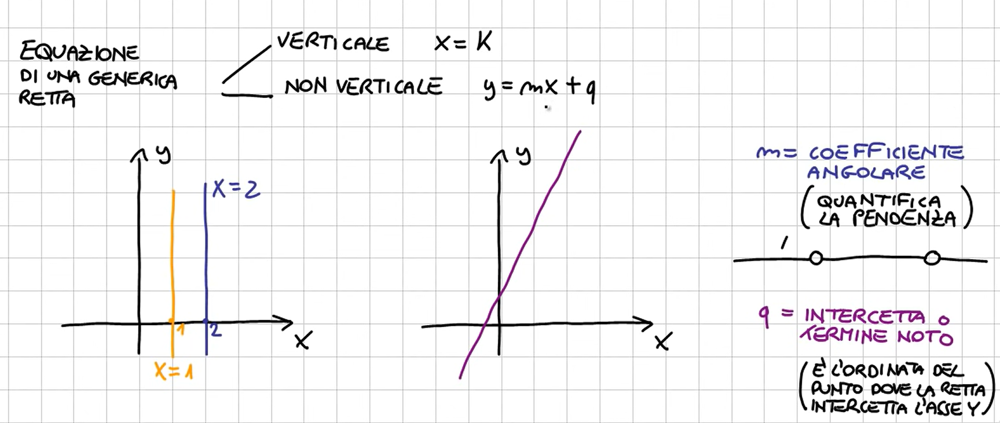 EQUAZIONE
DI UNA GENERICA
RETTA
VERTICALE x = K
NON VERTICALE y = mx + q
y
x=2
1
2
x
x=1
y
x
m = COEFFICIENTE
ANGOLARE
(QUANTIFICA
LA PENDENZA)
q = INTERCETTA O
TERMINE NOTO
(E' L'ORDINATA DEL
PUNTO DOVE LA RETTA
INTERCETTA L'ASSE Y)